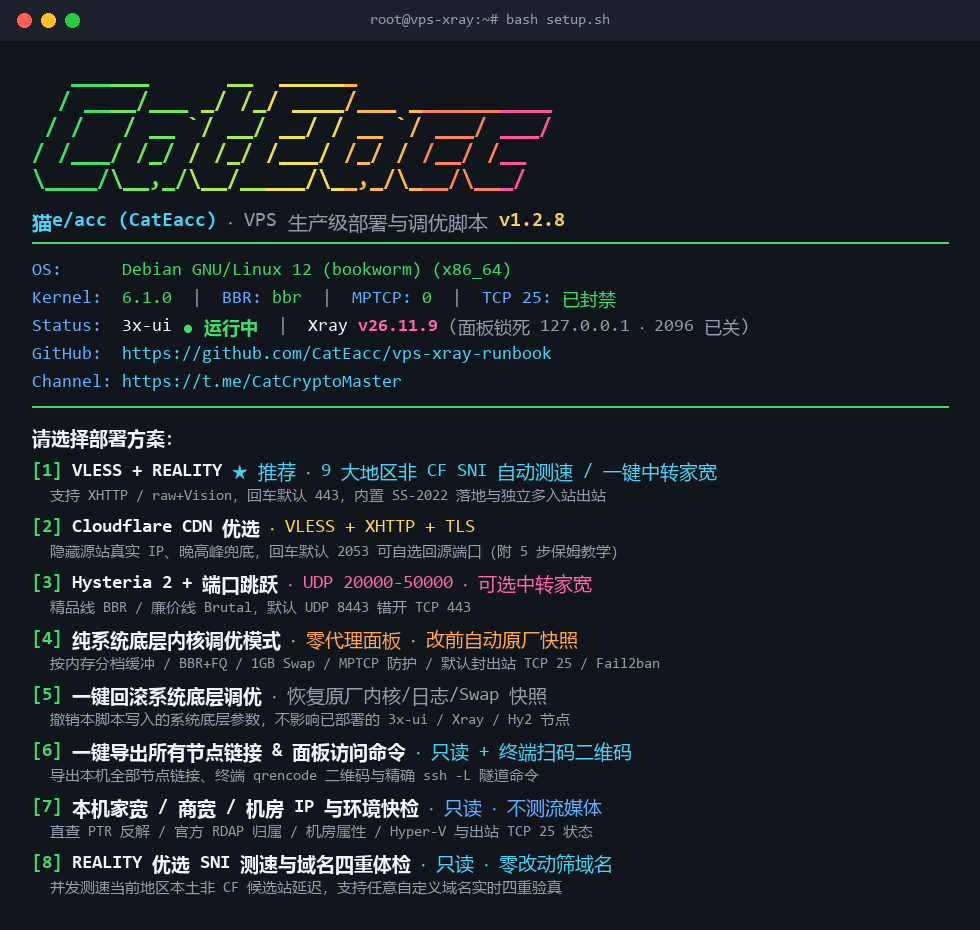 root@vps-xray:~# bash setup.sh
CatEacc
猫e/acc (CatEacc) · VPS 生产级部署与调优脚本 v1.2.8
OS: Debian GNU/Linux 12 (bookworm) (x86_64)
Kernel: 6.1.0 | BBR: bbr | MPTCP: 0 | TCP 25: 已封禁
Status: 3x-ui ● 运行中 | Xray v26.11.9 (面板锁死 127.0.0.1 · 2096 已关)
GitHub: https://github.com/CatEacc/vps-xray-runbook
Channel: https://t.me/CatCryptoMaster
请选择部署方案:
[1] VLESS + REALITY ★ 推荐 · 9 大地区非 CF SNI 自动测速 / 一键中转家宽
支持 XHTTP / raw+Vision, 回车默认 443, 内置 SS-2022 落地与独立多入站出站
[2] Cloudflare CDN 优选 · VLESS + XHTTP + TLS
隐藏源站真实 IP、晚高峰兜底, 回车默认 2053 可自选回源端口 (附 5 步保姆教学)
[3] Hysteria 2 + 端口跳跃 · UDP 20000-50000 · 可选中转家宽
精品线 BBR / 廉价线 Brutal, 默认 UDP 8443 错开 TCP 443
[4] 纯系统底层内核调优模式 · 零代理面板 · 改前自动原厂快照
按内存分档缓冲 / BBR+FQ / 1GB Swap / MPTCP 防护 / 默认封出站 TCP 25 / Fail2ban
[5] 一键回滚系统底层调优 · 恢复原厂内核/日志/Swap 快照
撤销本脚本写入的系统底层参数, 不影响已部署的 3x-ui / Xray / Hy2 节点
[6] 一键导出所有节点链接 & 面板访问命令 · 只读 + 终端扫码二维码
导出本机全部节点链接、终端 qrencode 二维码与精确 ssh -L 隧道命令
[7] 本机家宽 / 商宽 / 机房 IP 与环境快检 · 只读 · 不测流媒体
直查 PTR 反解 / 官方 RDAP 归属 / 机房属性 / Hyper-V 与出站 TCP 25 状态
[8] REALITY 优选 SNI 测速与域名四重体检 · 只读 · 零改动筛域名
并发测速当前地区本土非 CF 候选站延迟, 支持任意自定义域名实时四重验真